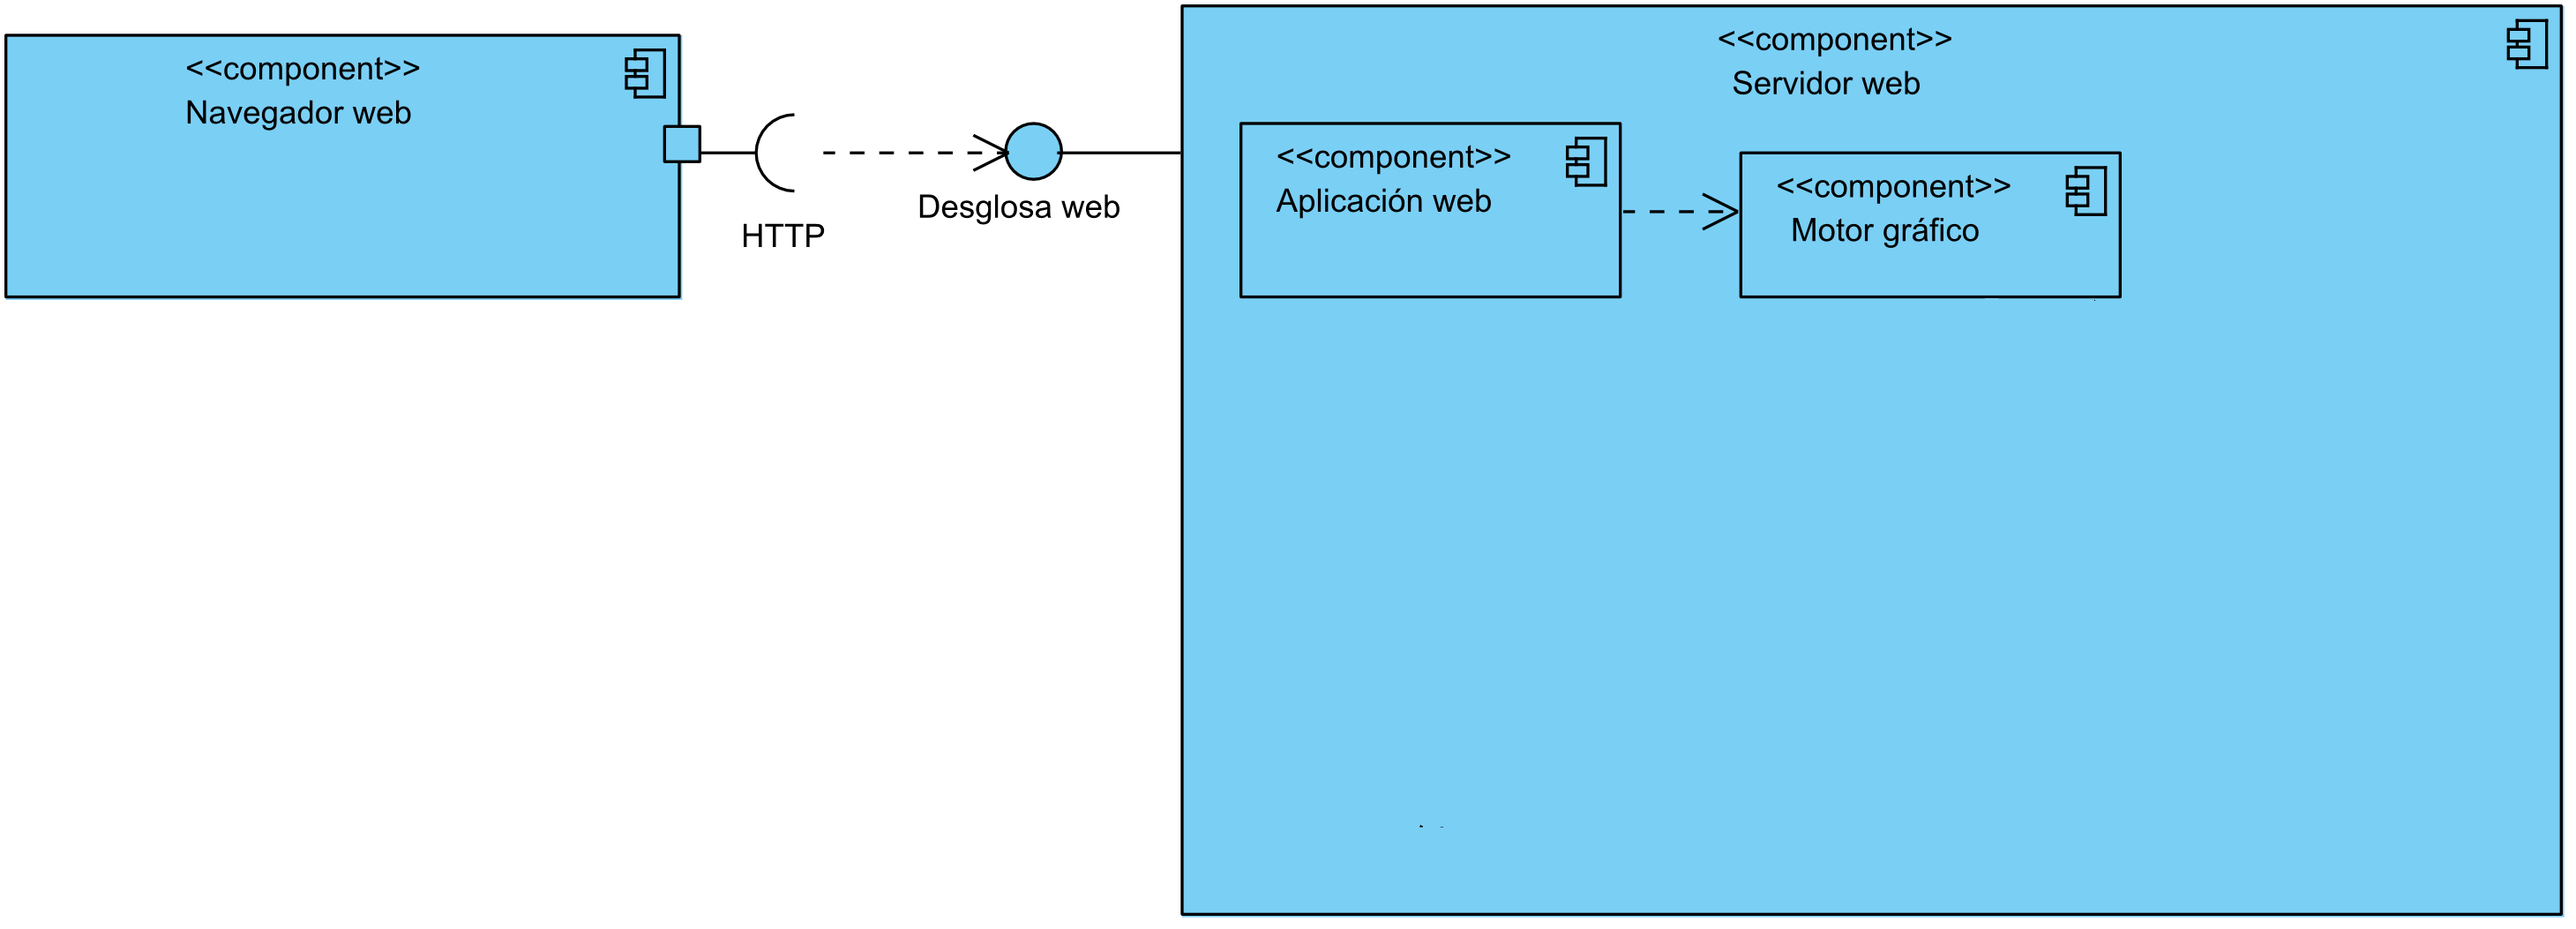 <<component>>
Navegador web
HTTP
Desglosa web
<<component>>
Servidor web
<<component>>
Aplicación web
<<component>>
Motor gráfico